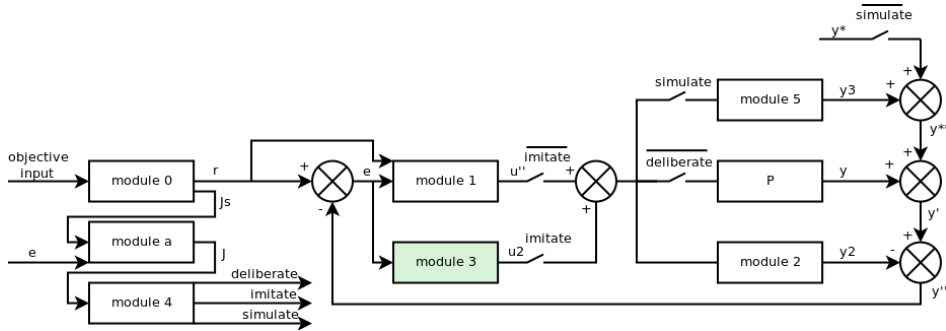 simulate
y*
+
simulate
module 5
y3
+
y**
objective
input
module 0
r
+
e
module 1
u''
imitate
+
deliberate
P
y
+
+
Js
-
+
y'
module a
J
e
module 3
u2
imitate
module 2
y2
-
+
deliberate
module 4
imitate
simulate
y''